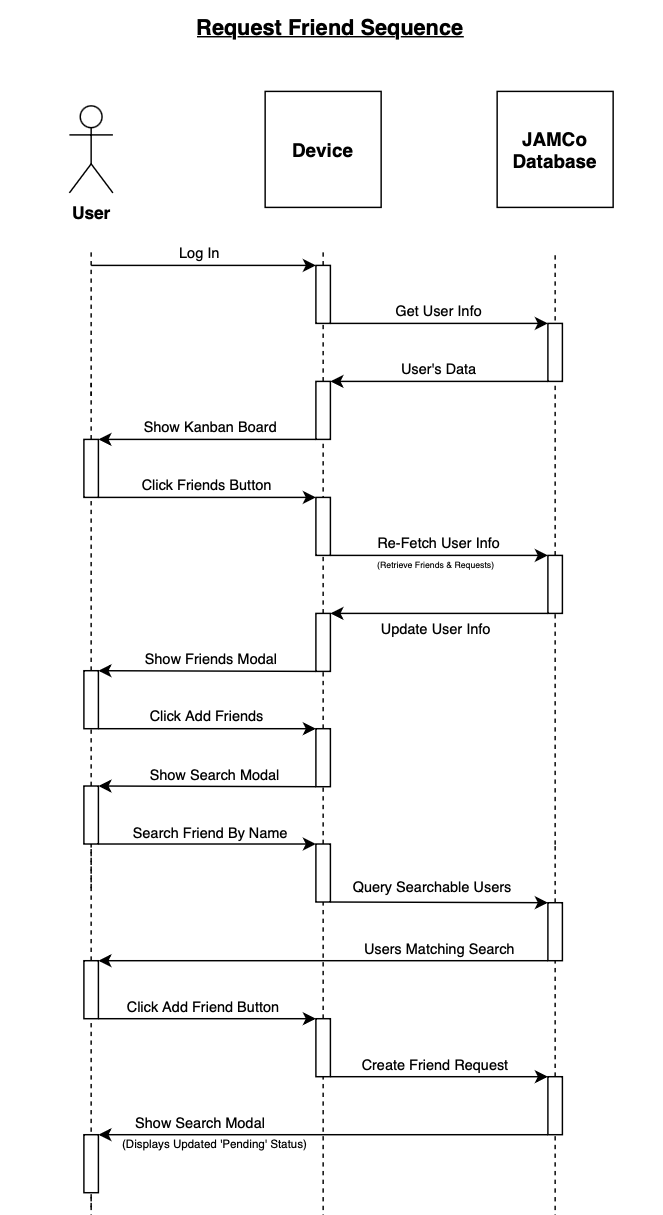 Request Friend Sequence
Device
JAMCo
Database
User
Log In
Get User Info
User's Data
Show Kanban Board
Click Friends Button
Re-Fetch User Info
(Retrieve Friends & Requests)
Update User Info
Show Friends Modal
Click Add Friends
Show Search Modal
Search Friend By Name
Query Searchable Users
Users Matching Search
Click Add Friend Button
Create Friend Request
Show Search Modal
(Displays Updated 'Pending' Status)